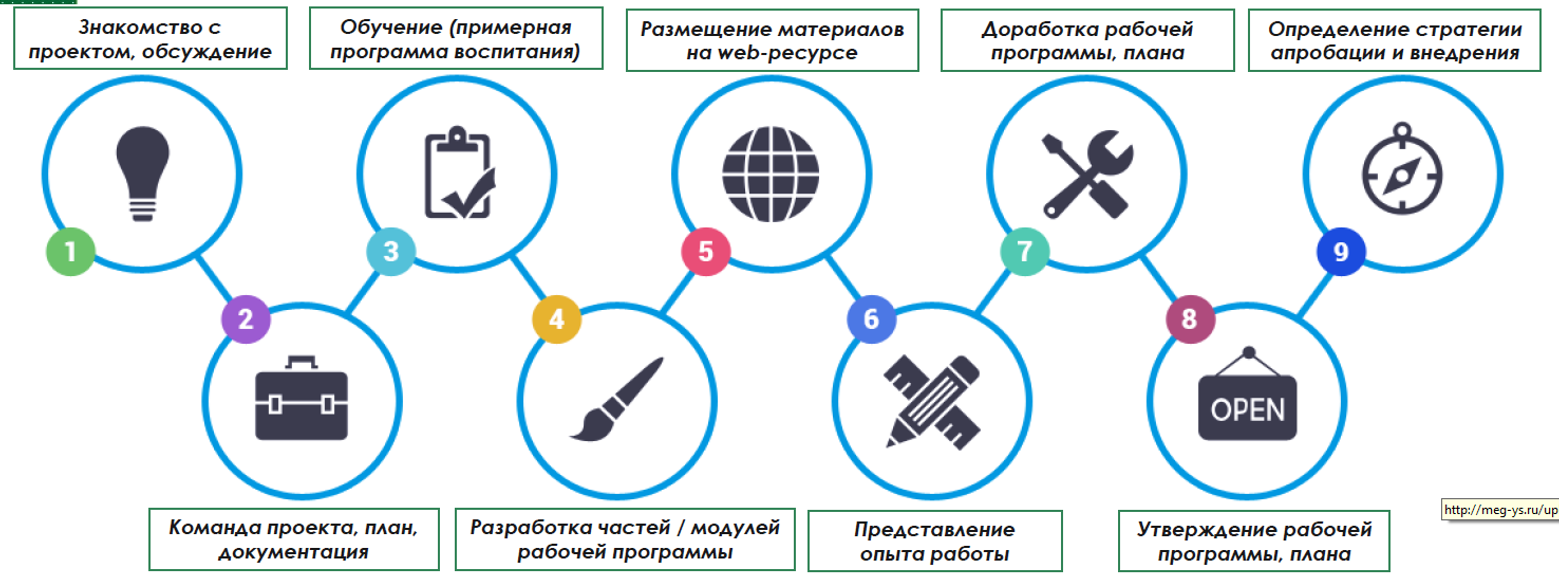 Знакомство с
проектом, обсуждение
Обучение (примерная
программа воспитания)
Размещение материалов
на web-ресурсе
Доработка рабочей
программы, плана
Определение стратегии
апробации и внедрения
1
3
5
7
9
2
4
6
8
OPEN
http://meg-ys.ru/up
Команда проекта, план,
документация
Разработка частей / модулей
рабочей программы
Представление
опыта работы
Утверждение рабочей
программы, плана